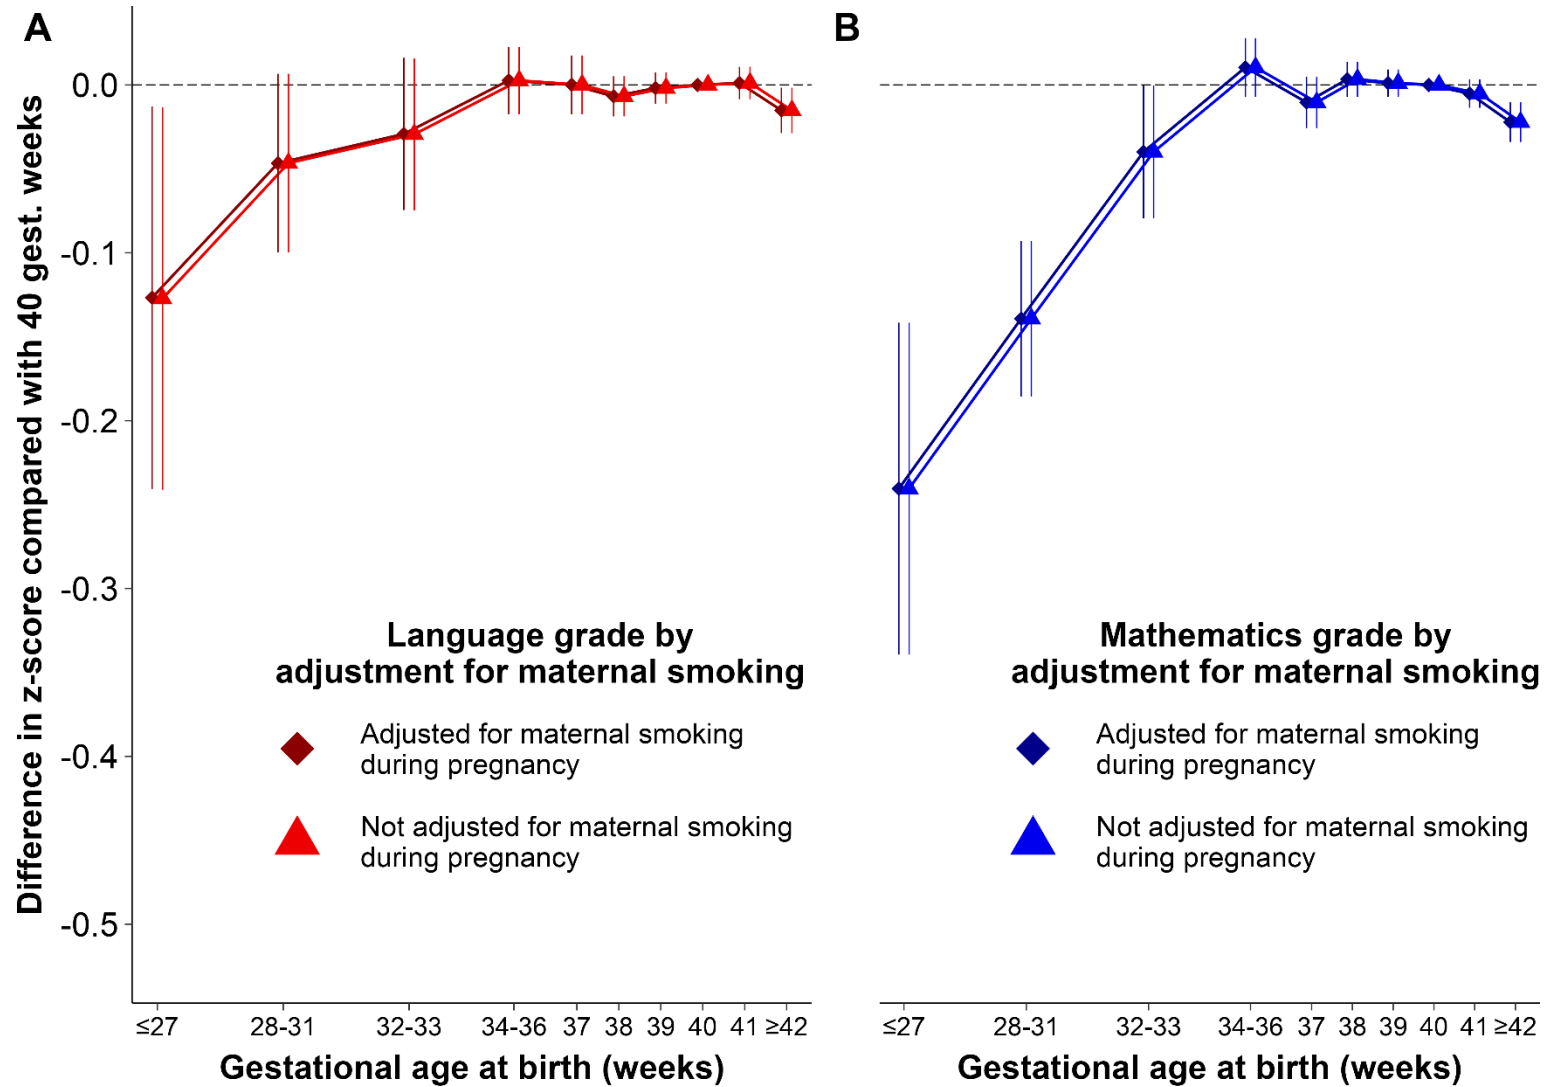 A
B
Difference in z-score compared with 40 gest. weeks
0.0
-0.1
-0.2
-0.3
-0.4
-0.5
Language grade by
adjustment for maternal smoking
Adjusted for maternal smoking
during pregnancy
Not adjusted for maternal smoking
during pregnancy
≤27 28-31 32-33 34-36 37 38 39 40 41 ≥42
Gestational age at birth (weeks)
Mathematics grade by
adjustment for maternal smoking
Adjusted for maternal smoking
during pregnancy
Not adjusted for maternal smoking
during pregnancy
≤27 28-31 32-33 34-36 37 38 39 40 41 ≥42
Gestational age at birth (weeks)